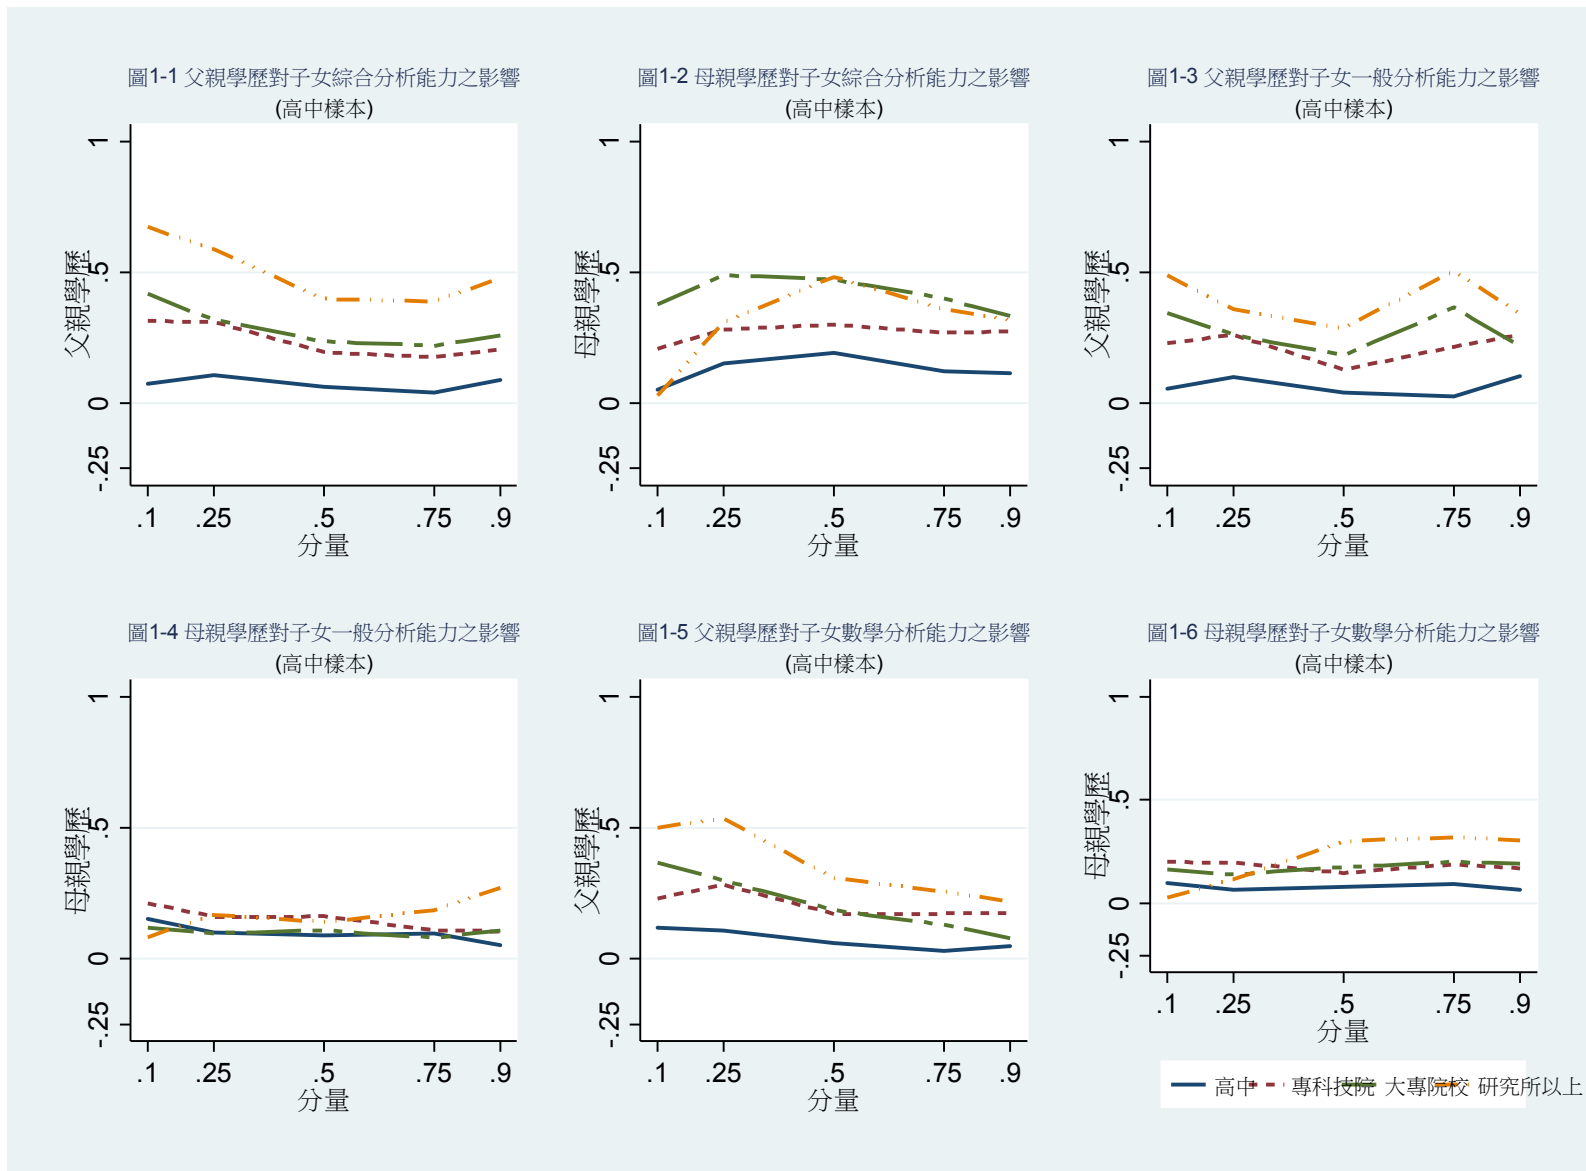 圖1-1 父親學歷對子女綜合分析能力之影響
(高中樣本)
父親學歷
1
.5
0
-.25
.1 .25 .5 .75 .9
分量
圖1-2 母親學歷對子女綜合分析能力之影響
(高中樣本)
母親學歷
1
.5
0
-.25
.1 .25 .5 .75 .9
分量
圖1-3 父親學歷對子女一般分析能力之影響
(高中樣本)
父親學歷
1
.5
0
-.25
.1 .25 .5 .75 .9
分量
圖1-4 母親學歷對子女一般分析能力之影響
(高中樣本)
母親學歷
1
.5
0
-.25
.1 .25 .5 .75 .9
分量
圖1-5 父親學歷對子女數學分析能力之影響
(高中樣本)
父親學歷
1
.5
0
-.25
.1 .25 .5 .75 .9
分量
圖1-6 母親學歷對子女數學分析能力之影響
(高中樣本)
母親學歷
1
.5
0
-.25
.1 .25 .5 .75 .9
分量
高中 專科技院 大專院校 研究所以上